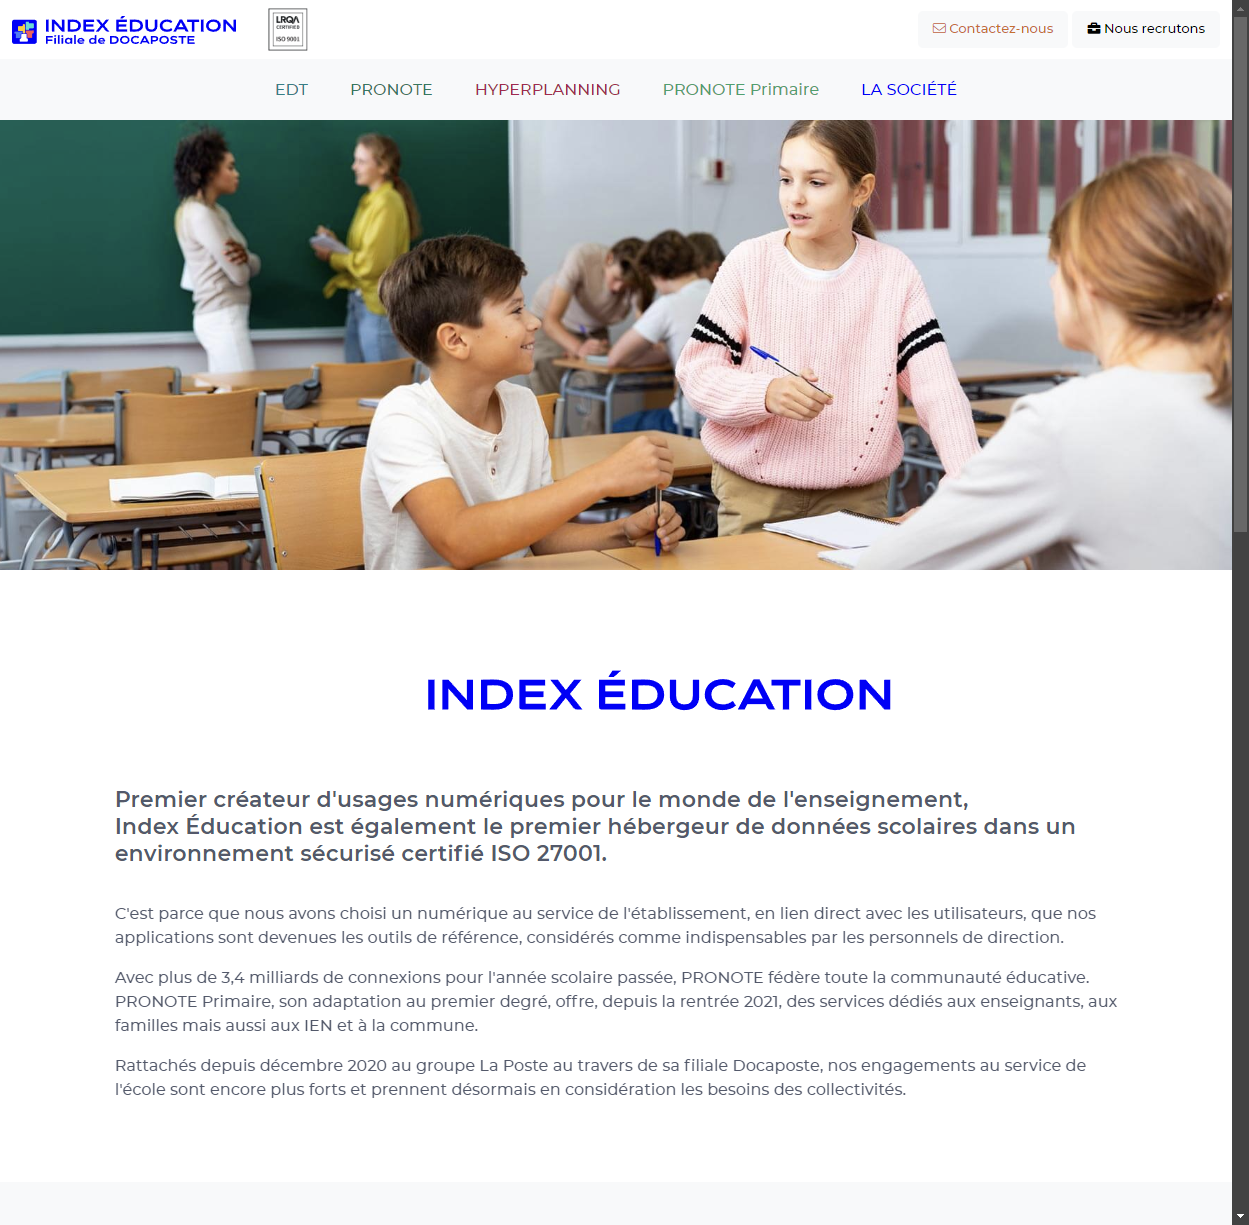 INDEX ÉDUCATION
Filiale de DOCAPOSTE
LRQA
CERTIFIED
ISO 9001
Contactez-nous
Nous recrutons
EDT
PRONOTE
HYPERPLANNING
PRONOTE Primaire
LA SOCIÉTÉ
INDEX ÉDUCATION
Premier créateur d'usages numériques pour le monde de l'enseignement,
Index Éducation est également le premier hébergeur de données scolaires dans un
environnement sécurisé certifié ISO 27001.
C'est parce que nous avons choisi un numérique au service de l'établissement, en lien direct avec les utilisateurs, que nos
applications sont devenues les outils de référence, considérés comme indispensables par les personnels de direction.
Avec plus de 3,4 milliards de connexions pour l'année scolaire passée, PRONOTE fédère toute la communauté éducative.
PRONOTE Primaire, son adaptation au premier degré, offre, depuis la rentrée 2021, des services dédiés aux enseignants, aux
familles mais aussi aux IEN et à la commune.
Rattachés depuis décembre 2020 au groupe La Poste au travers de sa filiale Docaposte, nos engagements au service de
l'école sont encore plus forts et prennent désormais en considération les besoins des collectivités.